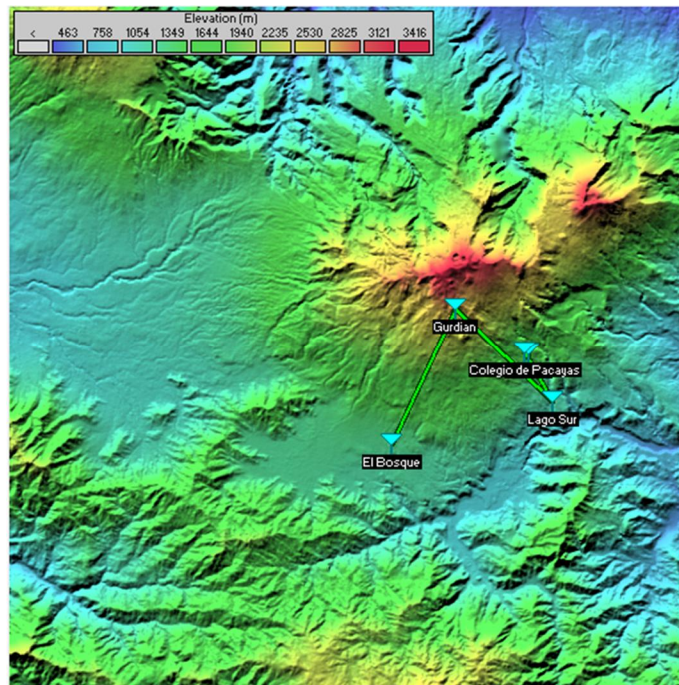 Elevation (m)
< 463 758 1054 1349 1644 1940 2235 2530 2825 3121 3416
Gurdian
Colegio de Pacayas
Lago Sur
El Bosque